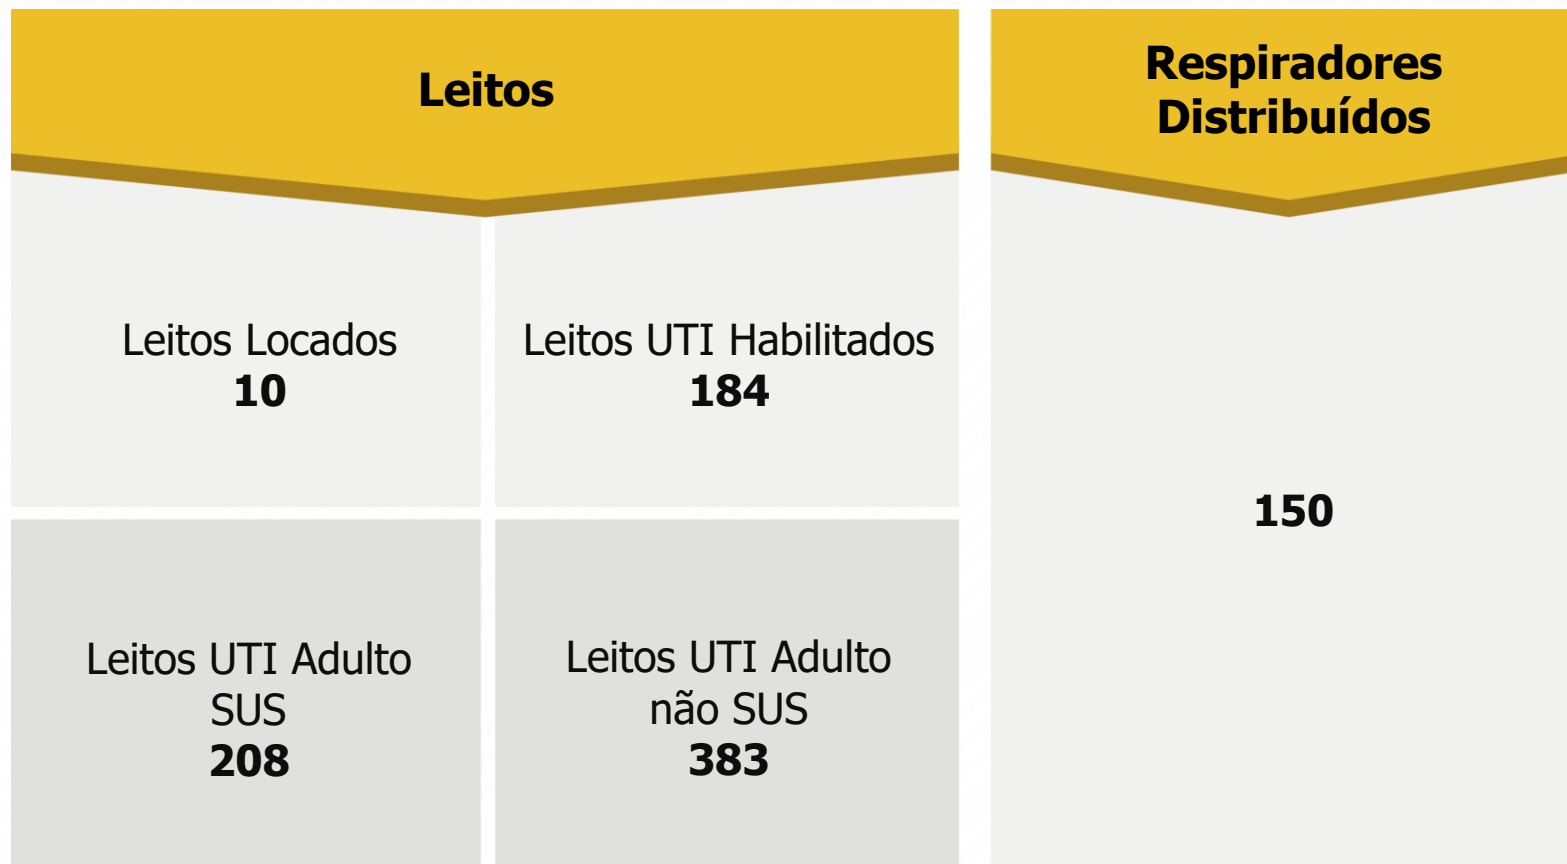 Leitos
Leitos Locados
10
Leitos UTI Habilitados
184
Leitos UTI Adulto
SUS
208
Leitos UTI Adulto
não SUS
383
Respiradores
Distribuídos
150